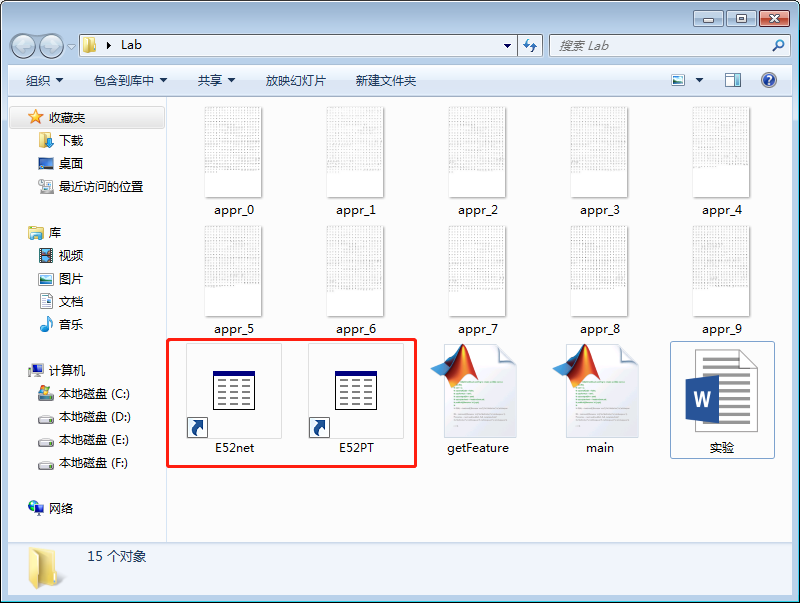 Lab
搜索 Lab
组织 包含到库中 共享 放映幻灯片 新建文件夹
收藏夹
下载
桌面
最近访问的位置
库
视频
图片
文档
音乐
计算机
本地磁盘 (C:)
本地磁盘 (D:)
本地磁盘 (E:)
本地磁盘 (F:)
网络
appr_0 appr_1 appr_2 appr_3 appr_4
appr_5 appr_6 appr_7 appr_8 appr_9
W
E52net E52PT getFeature main 实验
15 个对象